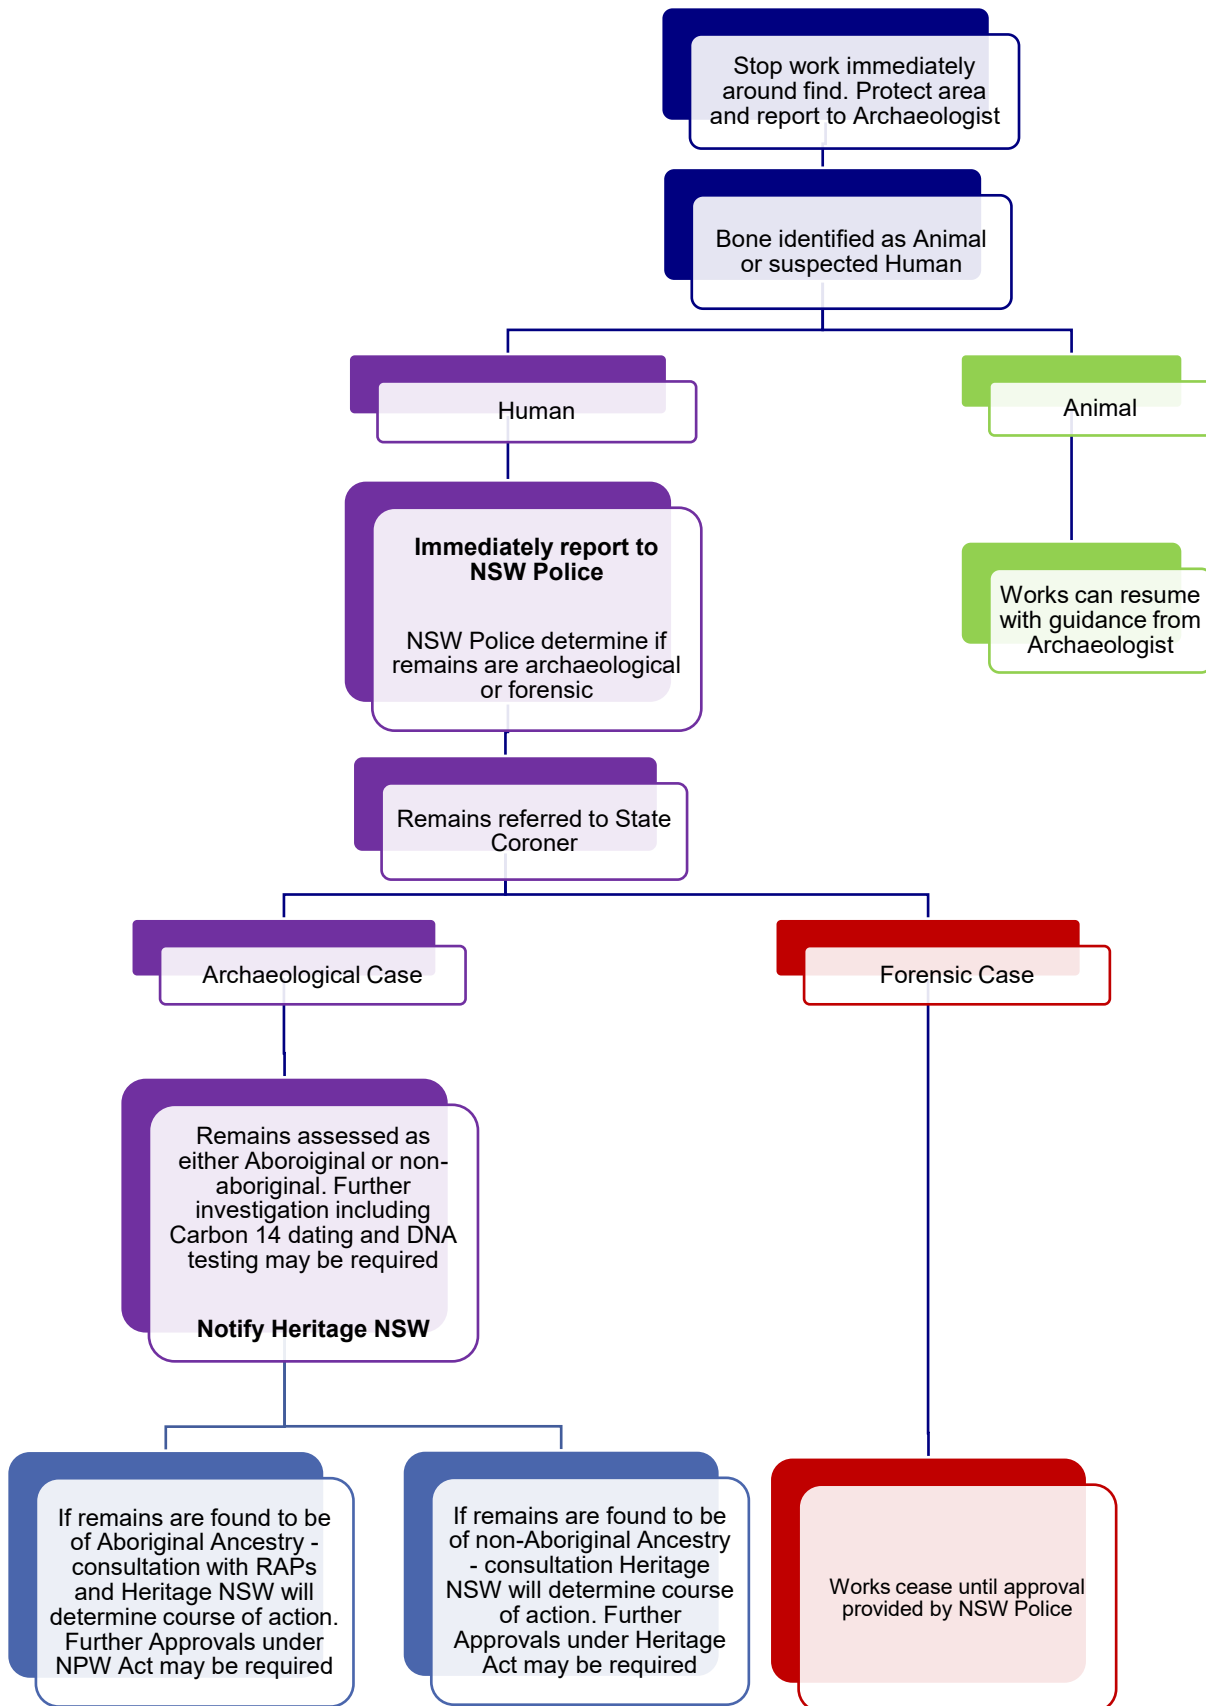 Stop work immediately
around find. Protect area
and report to Archaeologist
Bone identified as Animal
or suspected Human
Human
Animal
Immediately report to
NSW Police
NSW Police determine if
remains are archaeological
or forensic
Works can resume
with guidance from
Archaeologist
Remains referred to State
Coroner
Archaeological Case
Forensic Case
Remains assessed as
either Aboroiginal or non-
aboriginal. Further
investigation including
Carbon 14 dating and DNA
testing may be required
Notify Heritage NSW
If remains are found to be
of Aboriginal Ancestry -
consultation with RAPs
and Heritage NSW will
determine course of action.
Further Approvals under
NPW Act may be required
If remains are found to be
of non-Aboriginal Ancestry
- consultation Heritage
NSW will determine course
of action. Further
Approvals under Heritage
Act may be required
Works cease until approval
provided by NSW Police